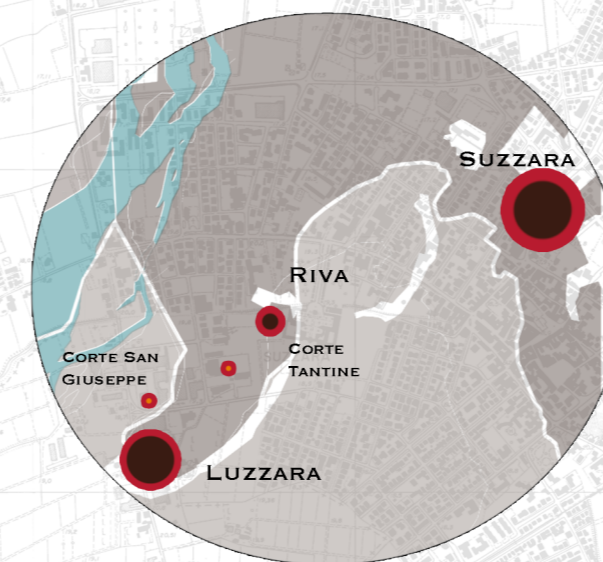 SUZZARA
RIVA
CORTE SAN
GIUSEPPE
CORTE
TANTINE
LUZZARA